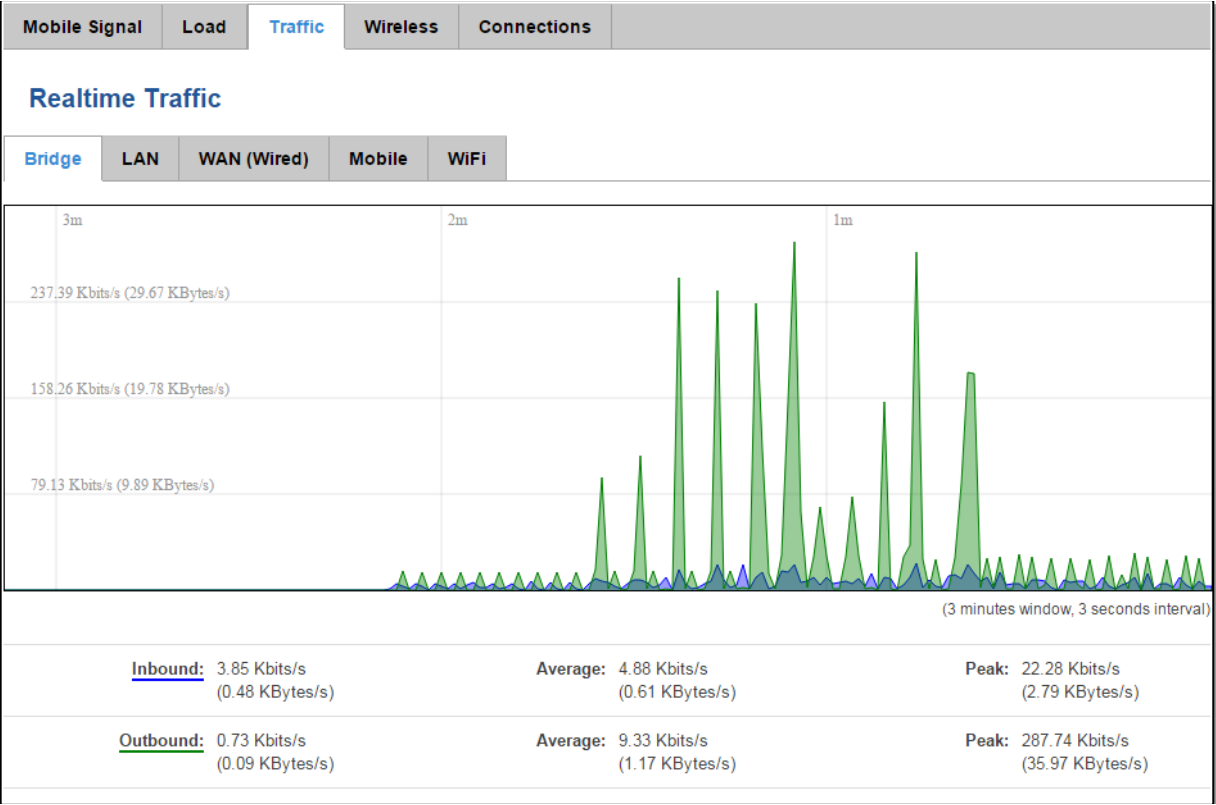 Mobile Signal Load Traffic Wireless Connections
Realtime Traffic
Bridge LAN WAN (Wired) Mobile WiFi
3m 2m 1m
237.39 Kbits/s (29.67 KBytes/s)
158.26 Kbits/s (19.78 KBytes/s)
79.13 Kbits/s (9.89 KBytes/s)
(3 minutes window, 3 seconds interval)
Inbound: 3.85 Kbits/s Average: 4.88 Kbits/s Peak: 22.28 Kbits/s
(0.48 KBytes/s) (0.61 KBytes/s) (2.79 KBytes/s)
Outbound: 0.73 Kbits/s Average: 9.33 Kbits/s Peak: 287.74 Kbits/s
(0.09 KBytes/s) (1.17 KBytes/s) (35.97 KBytes/s)